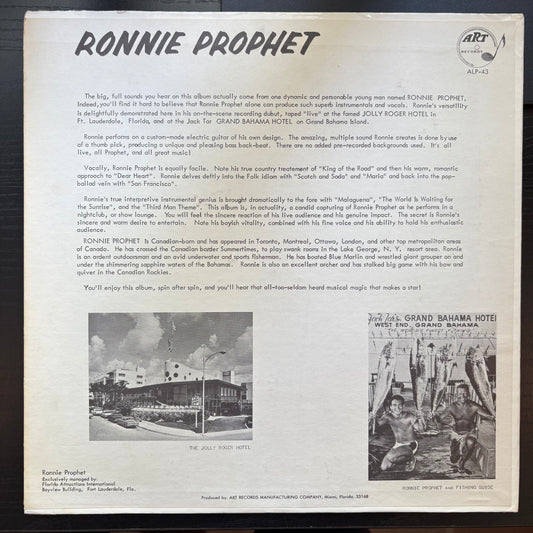 RONNIE PROPHET
ART
RECORDS
ALP-43
The big, full sounds you hear on this album actually come from one dynamic and personable young man named RONNIE PROPHET.
Indeed, you'll find it hard to believe that Ronnie Prophet alone can produce such superb instrumentals and vocals. Ronnie's versatility
is delightfully demonstrated here in his on-the-scene recording debut, taped "live" at the famed JOLLY ROGER HOTEL in
Ft. Lauderdale, Florida, and at the Jack Tar GRAND BAHAMA HOTEL on Grand Bahama Island.
Ronnie performs on a custom-made electric guitar of his own design. The amazing, multiple sound Ronnie creates is done by use
of a thumb pick, producing a unique and pleasing bass back-beat. There are no added pre-recorded backgrounds used. It's all
live, all Prophet, and all great music!
Vocally, Ronnie Prophet is equally facile. Note his true country treatement of "King of the Road" and then his warm, romantic
approach to "Dear Heart". Ronnie delves deftly into the Folk idiom with "Scotch and Soda" and "Maria" and back into the pop-
ballad vein with "San Francisco".
Ronnie's true interpretive instrumental genius is brought dramatically to the fore with "Malaguena", "The World Is Waiting for
the Sunrise", and the "Third Man Theme". This album is, in actuality, a candid capturing of Ronnie Prophet as he performs in a
nightclub, or show lounge. You will feel the sincere reaction of his live audience and his genuine impact. The secret is Ronnie's
sincere and warm desire to entertain. Note his boyish vitality, combined with his fine voice and his ability to hold his enthusiastic
audience.
RONNIE PROPHET is Canadian-born and has appeared in Toronto, Montreal, Ottawa, London, and other top metropolitan areas
of Canada. He has crossed the Canadian border Summertimes, to play swank rooms in the Lake George, N. Y. resort area. Ronnie
is an ardent outdoorsman and an avid underwater and sports fisherman. He has boated Blue Marlin and wrestled giant grouper on and
under the shimmering sapphire waters of the Bahamas. Ronnie is also an excellent archer and has stalked big game with his bow and
quiver in the Canadian Rockies.
You'll enjoy this album, spin after spin, and you'll hear that all-too-seldom heard musical magic that makes a star!
Jack Tar's GRAND BAHAMA HOTEL
WEST END, GRAND BAHAMA
THE JOLLY ROGER HOTEL
RONNIE PROPHET AND FISHING GUIDE
Ronnie Prophet
Exclusively managed by:
Florida Attractions International
Bayview Building, Fort Lauderdale, Fla.
Produced by: ART RECORDS MANUFACTURING COMPANY, Miami, Florida, 33168